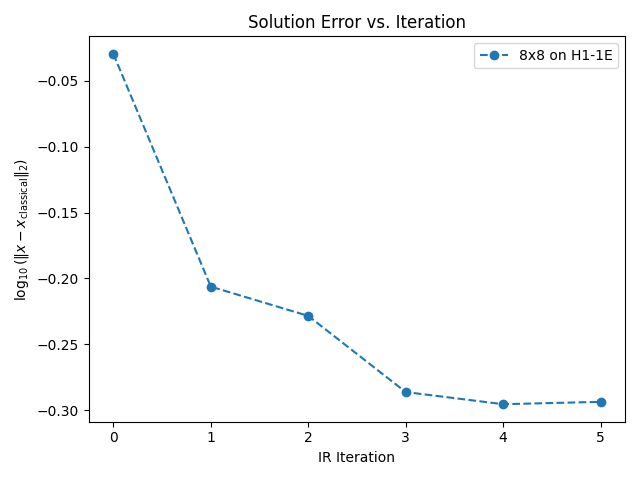 Solution Error vs. Iteration
8x8 on H1-1E
log₁₀ (‖x − x_classical‖₂)
−0.05
−0.10
−0.15
−0.20
−0.25
−0.30
0 1 2 3 4 5
IR Iteration